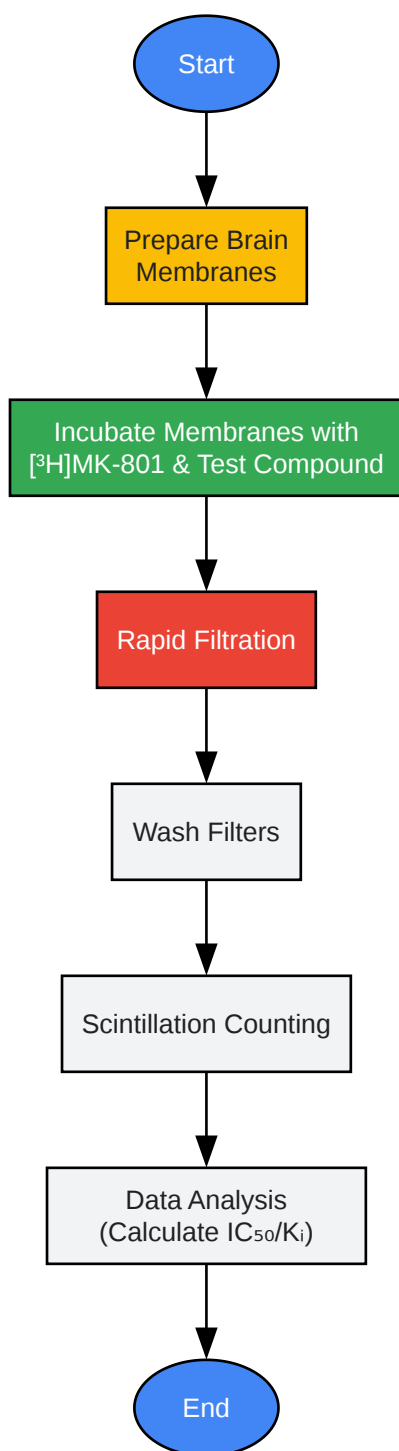 Start
Prepare Brain
Membranes
Incubate Membranes with
[³H]MK-801 & Test Compound
Rapid Filtration
Wash Filters
Scintillation Counting
Data Analysis
(Calculate IC₅₀/Kᵢ)
End